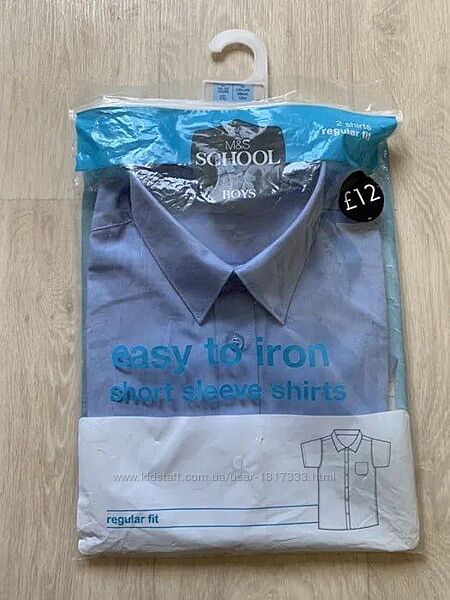 2 shirts
regular fit
M&S
SCHOOL
BOYS
£12
easy to iron
short sleeve shirts
www.kidstaff.com.ua/user-1817333.html
regular fit